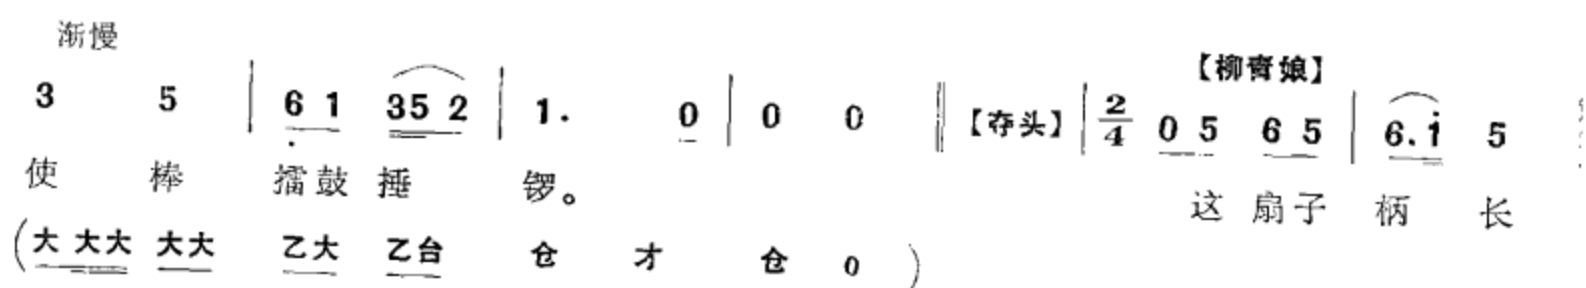 渐慢
【柳青娘】
3 5 | 6 1 35 2 | 1. 0 | 0 0 ‖ 【夺头】 | 2/4 0 5 6 5 | 6. i 5
使 棒 擂鼓 捶 锣。 这 扇子 柄 长
(大 大大 大大 乙大 乙台 仓 才 仓 0 )